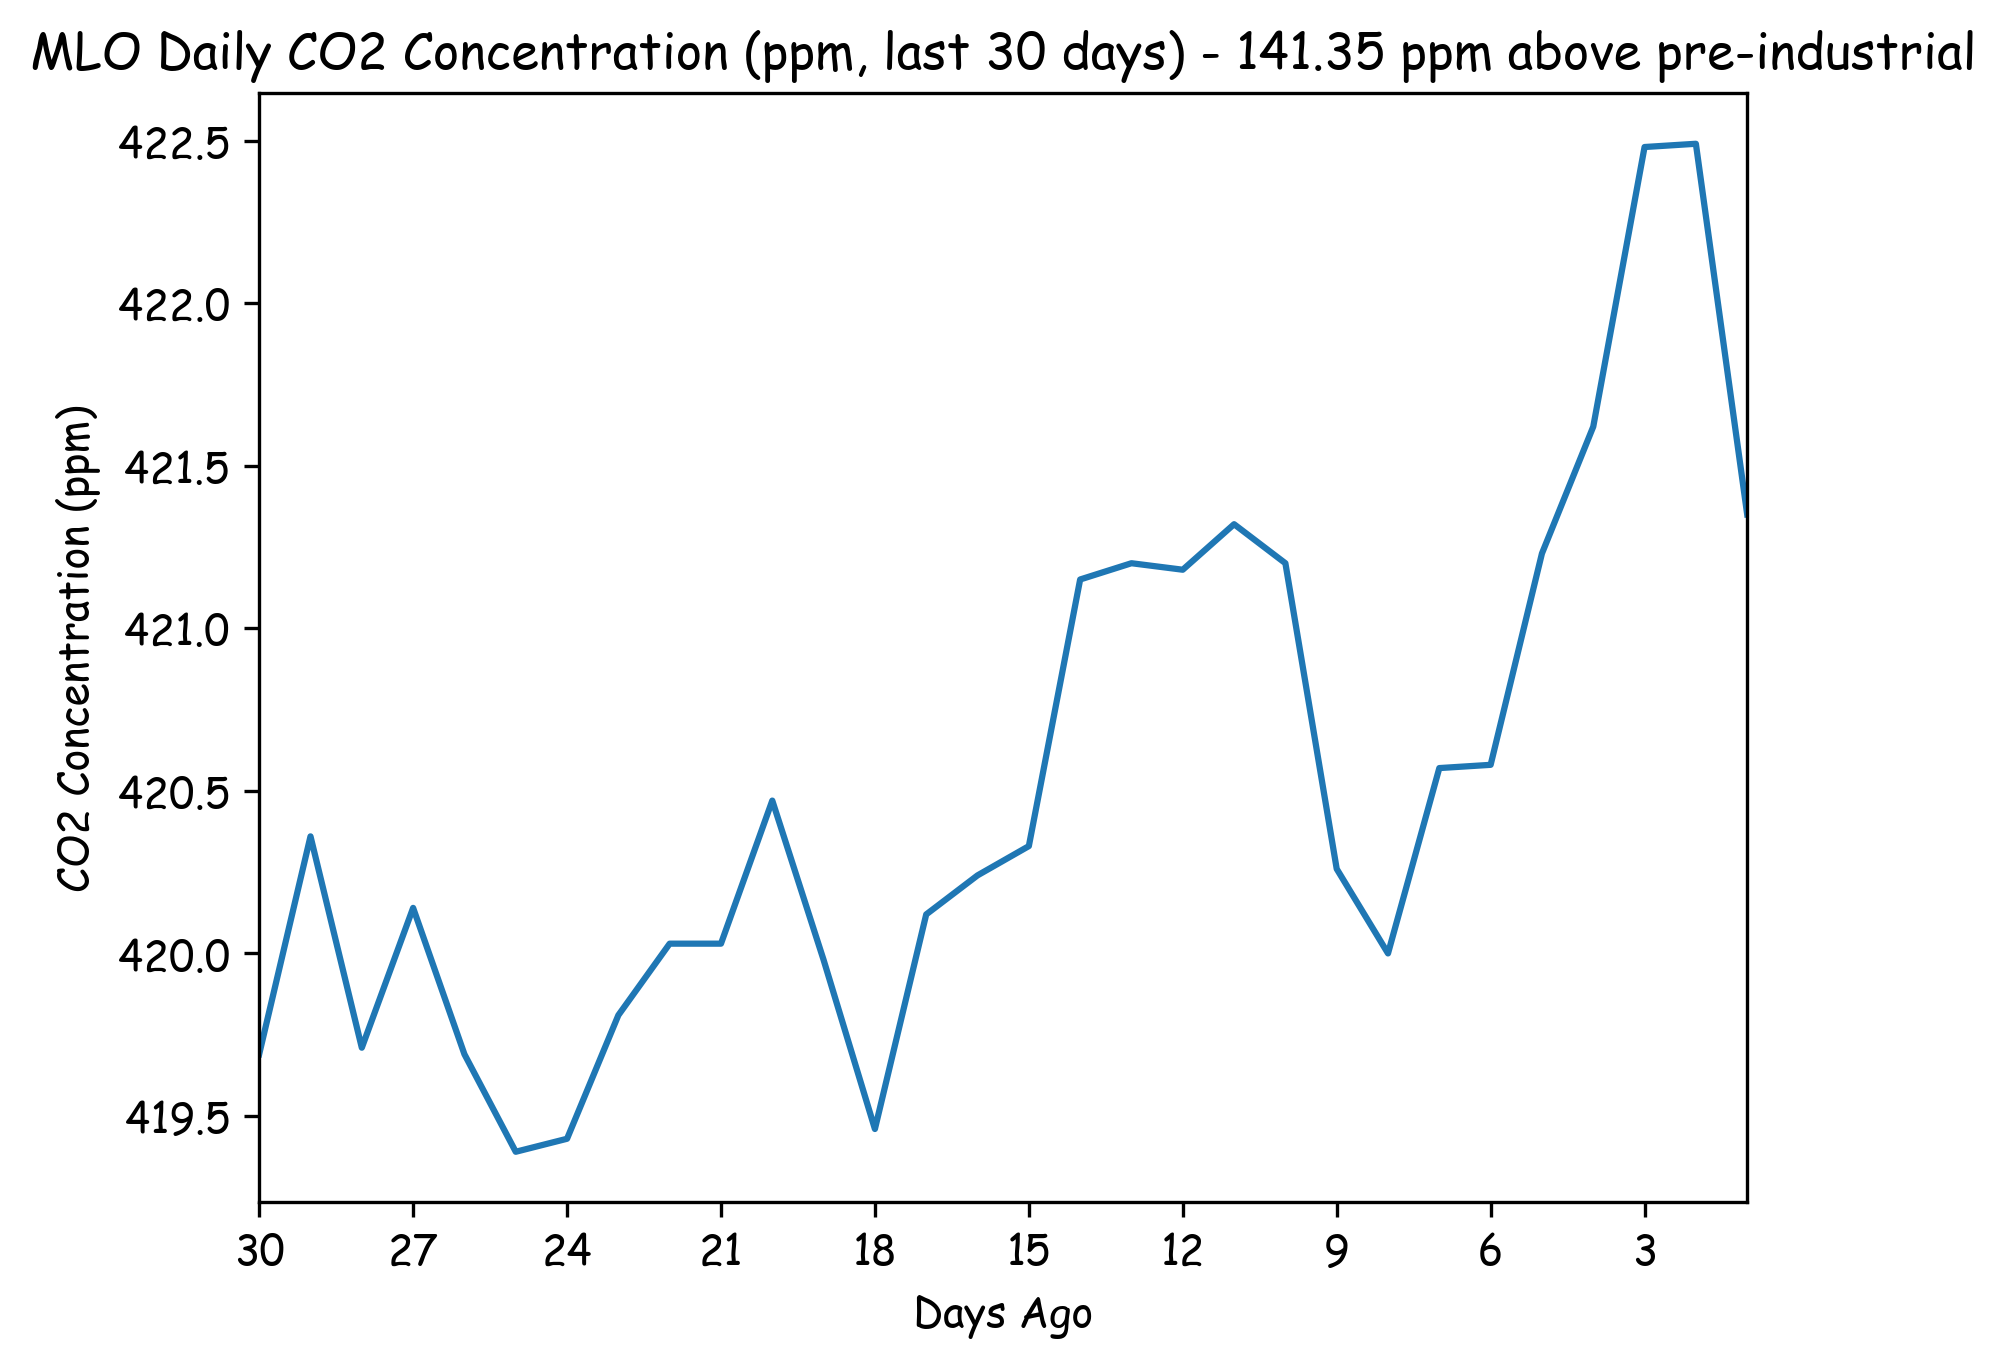 MLO Daily CO2 Concentration (ppm, last 30 days) - 141.35 ppm above pre-industrial
422.5
422.0
421.5
421.0
420.5
420.0
419.5
CO2 Concentration (ppm)
30 27 24 21 18 15 12 9 6 3
Days Ago